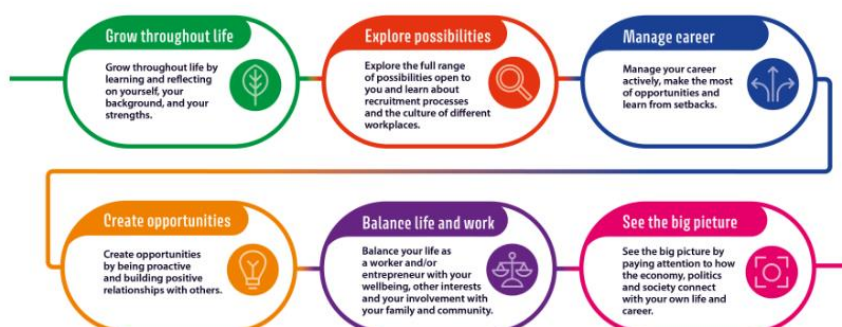 Grow throughout life
Grow throughout life by
learning and reflecting
on yourself, your
background, and your
strengths.
Explore possibilities
Explore the full range
of possibilities open to
you and learn about
recruitment processes
and the culture of different
workplaces.
Manage career
Manage your career
actively, make the most
of opportunities and
learn from setbacks.
Create opportunities
Create opportunities
by being proactive
and building positive
relationships with others.
Balance life and work
Balance your life as
a worker and/or
entrepreneur with your
wellbeing, other interests
and your involvement with
your family and community.
See the big picture
See the big picture by
paying attention to how
the economy, politics
and society connect
with your own life and
career.